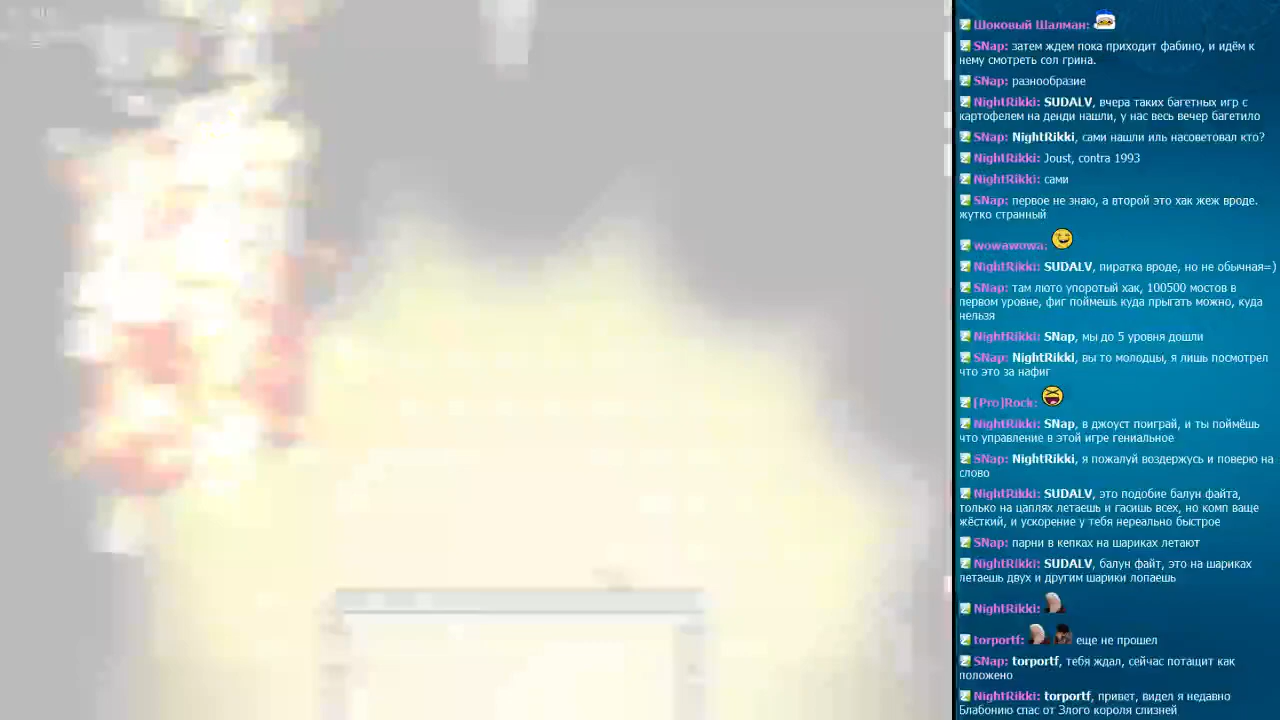 Шоковый Шалман:
SNap: затем ждем пока приходит фабино, и идём к
нему смотреть сол грина.
SNap: разнообразие
NightRikki: SUDALV, вчера таких багетных игр с
картофелем на денди нашли, у нас весь вечер багетило
SNap: NightRikki, сами нашли иль насоветовал кто?
NightRikki: Joust, contra 1993
NightRikki: сами
SNap: первое не знаю, а второй это хак жеж вроде.
жутко странный
wowawowa:
NightRikki: SUDALV, пиратка вроде, но не обычная=)
SNap: там люто упоротый хак, 100500 мостов в
первом уровне, фиг поймешь куда прыгать можно, куда
нельзя
NightRikki: SNap, мы до 5 уровня дошли
SNap: NightRikki, вы то молодцы, я лишь посмотрел
что это за нафиг
[Pro]Rock:
NightRikki: SNap, в джоуст поиграй, и ты поймёшь
что управление в этой игре гениальное
SNap: NightRikki, я пожалуй воздержусь и поверю на
слово
NightRikki: SUDALV, это подобие балун файта,
только на цаплях летаешь и гасишь всех, но комп ваще
жёсткий, и ускорение у тебя нереально быстрое
SNap: парни в кепках на шариках летают
NightRikki: SUDALV, балун файт, это на шариках
летаешь двух и другим шарики лопаешь
NightRikki:
torportf: еще не прошел
SNap: torportf, тебя ждал, сейчас потащит как
положено
NightRikki: torportf, привет, видел я недавно
Блабонию спас от Злого короля слизней